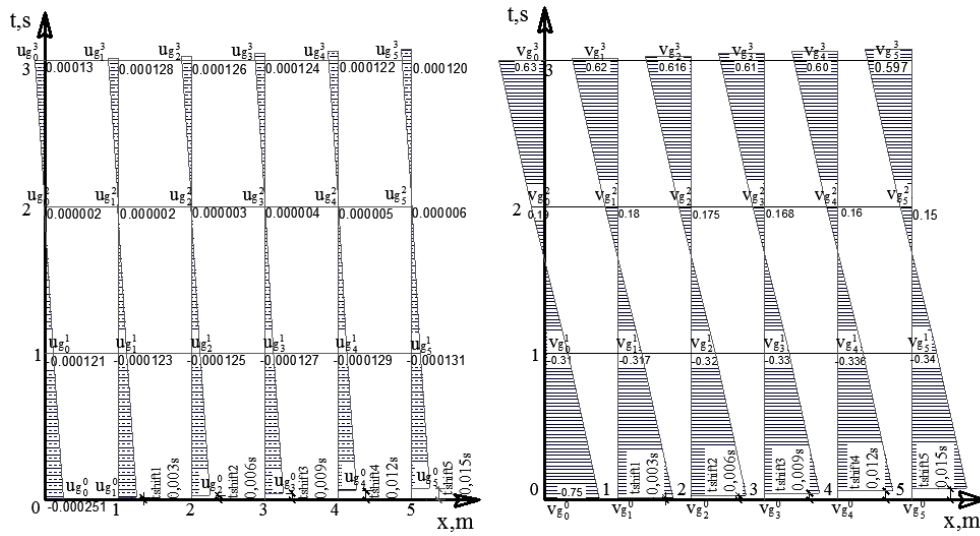 t,s
u_g0^3 u_g1^3 u_g2^3 u_g3^3 u_g4^3 u_g5^3
3 0.00013 0.000128 0.000126 0.000124 0.000122 0.000120
u_g0^2 u_g1^2 u_g2^2 u_g3^2 u_g4^2 u_g5^2
2 0.000002 0.000002 0.000003 0.000004 0.000005 0.000006
u_g0^1 u_g1^1 u_g2^1 u_g3^1 u_g4^1 u_g5^1
1 -0.000121 -0.000123 -0.000125 -0.000127 -0.000129 -0.000131
tshift1 0,003s tshift2 0,006s tshift3 0,009s tshift4 0,012s tshift5 0,015s
u_g0^0 u_g1^0 u_g2^0 u_g3^0 u_g4^0 u_g5^0
0 -0.000251 1 2 3 4 5
x,m
t,s
v_g0^3 v_g1^3 v_g2^3 v_g3^3 v_g4^3 v_g5^3
3 0.63 0.62 0.616 0.61 0.60 0.597
v_g0^2 v_g1^2 v_g2^2 v_g3^2 v_g4^2 v_g5^2
2 0.19 0.18 0.175 0.168 0.16 0.15
v_g0^1 v_g1^1 v_g2^1 v_g3^1 v_g4^1 v_g5^1
1 -0.31 -0.317 -0.32 -0.33 -0.336 -0.34
tshift1 0,003s tshift2 0,006s tshift3 0,009s tshift4 0,012s tshift5 0,015s
0 -0.75 1 2 3 4 5
v_g0^0 v_g1^0 v_g2^0 v_g3^0 v_g4^0 v_g5^0
x,m